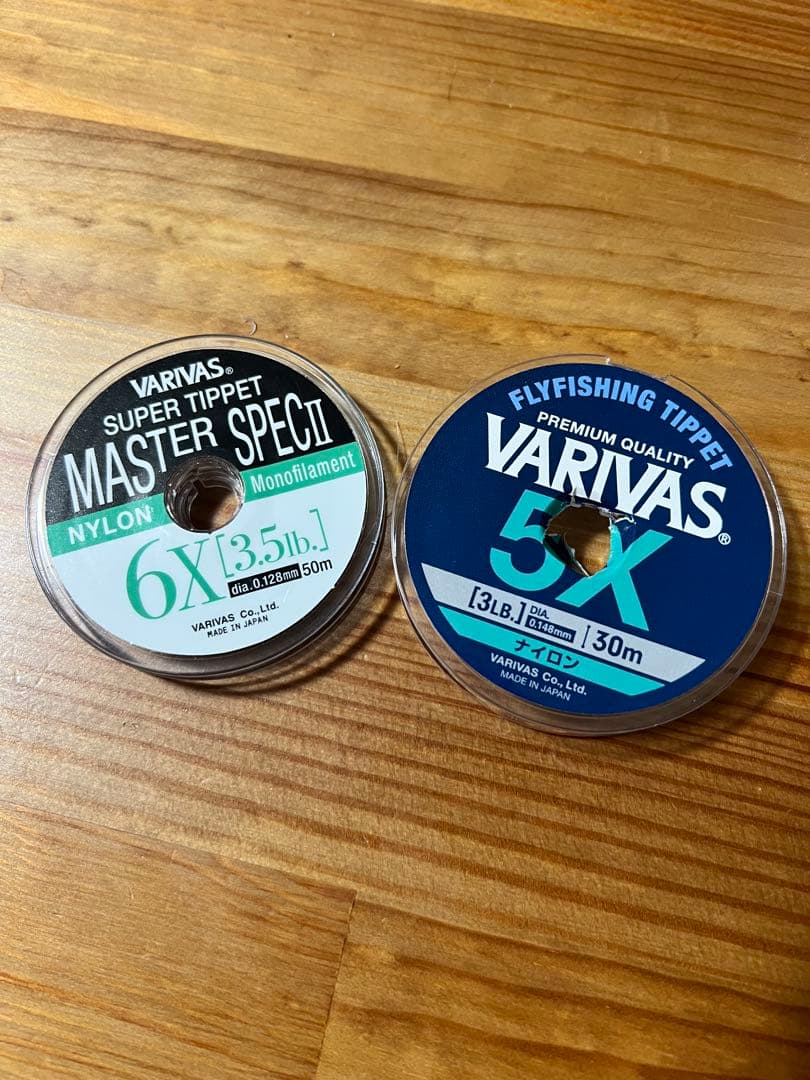 VARIVAS®
SUPER TIPPET
MASTER SPECII
NYLON Monofilament
6X[3.5lb.]
dia.0.128mm 50m
VARIVAS Co.,Ltd.
MADE IN JAPAN
FLYFISHING TIPPET
PREMIUM QUALITY
VARIVAS®
5X
[3LB.] DIA. 0.148mm 30m
ナイロン
VARIVAS Co., Ltd.
MADE IN JAPAN